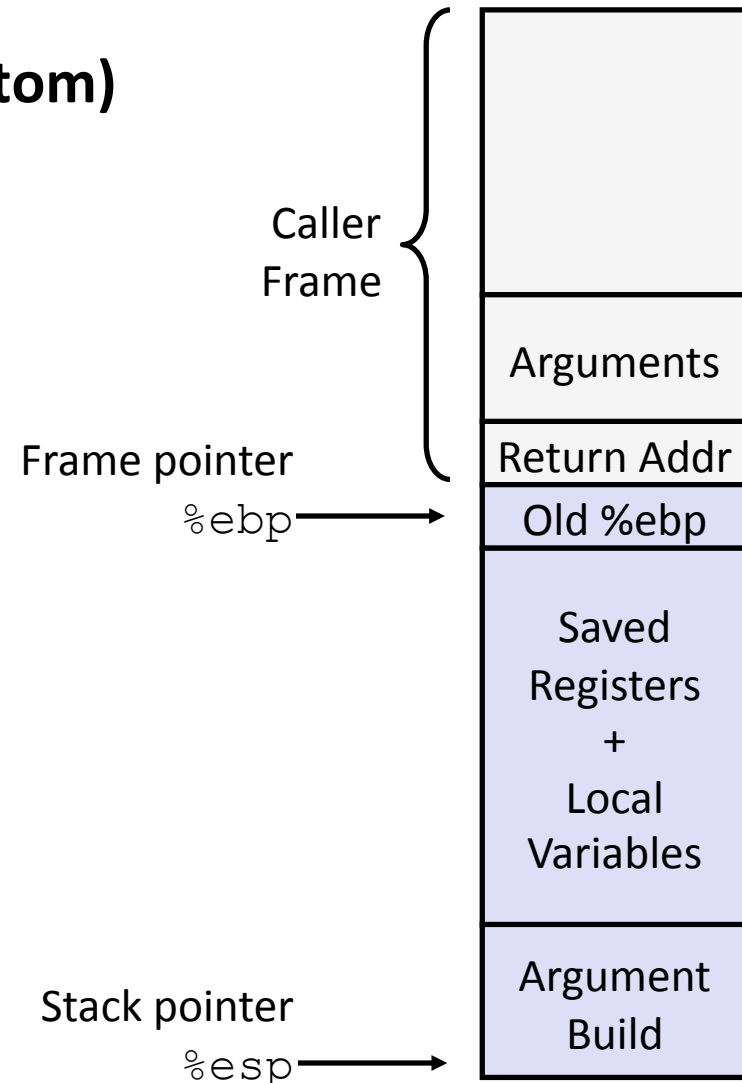 tom)
Caller
Frame
Arguments
Frame pointer
Return Addr
%ebp
Old %ebp
Saved
Registers
+
Local
Variables
Argument
Build
Stack pointer
%esp